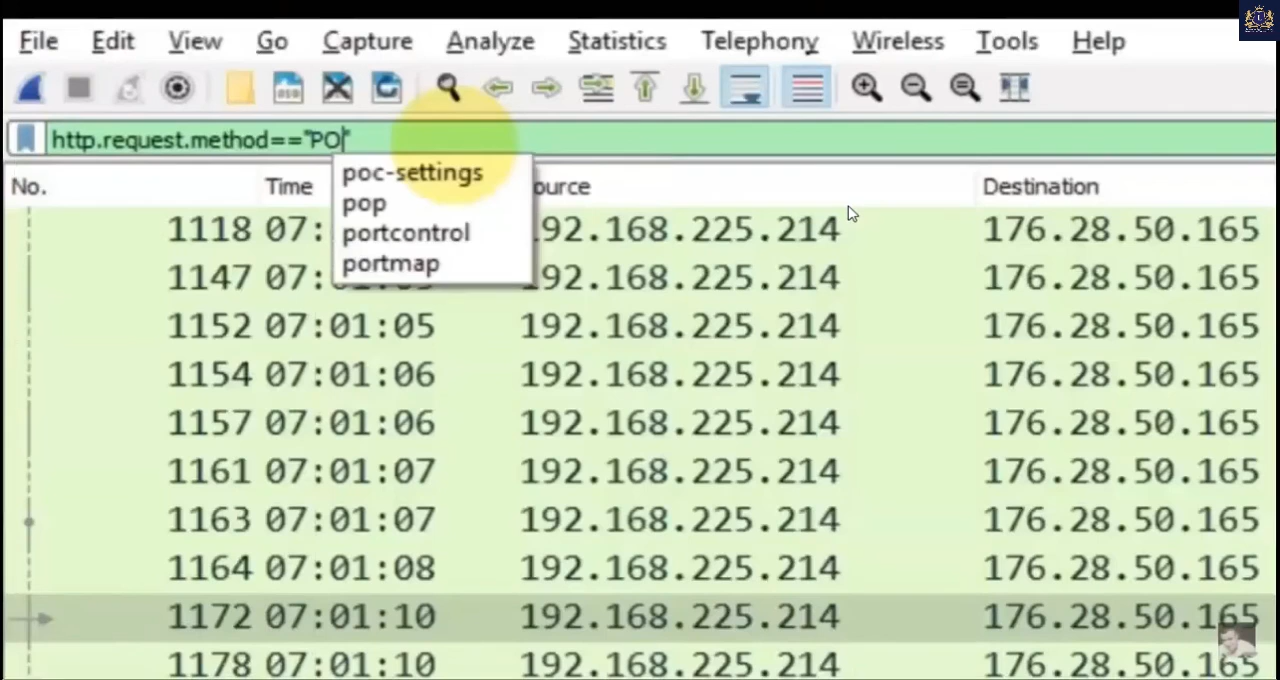 File Edit View Go Capture Analyze Statistics Telephony Wireless Tools Help
http.request.method=="PO"
poc-settings
pop
portcontrol
portmap
No. Time ource Destination
1118 07: 92.168.225.214 176.28.50.165
1147 07: 92.168.225.214 176.28.50.165
1152 07:01:05 192.168.225.214 176.28.50.165
1154 07:01:06 192.168.225.214 176.28.50.165
1157 07:01:06 192.168.225.214 176.28.50.165
1161 07:01:07 192.168.225.214 176.28.50.165
1163 07:01:07 192.168.225.214 176.28.50.165
1164 07:01:08 192.168.225.214 176.28.50.165
1172 07:01:10 192.168.225.214 176.28.50.165
1178 07:01:10 192.168.225.214 176.28.50.165